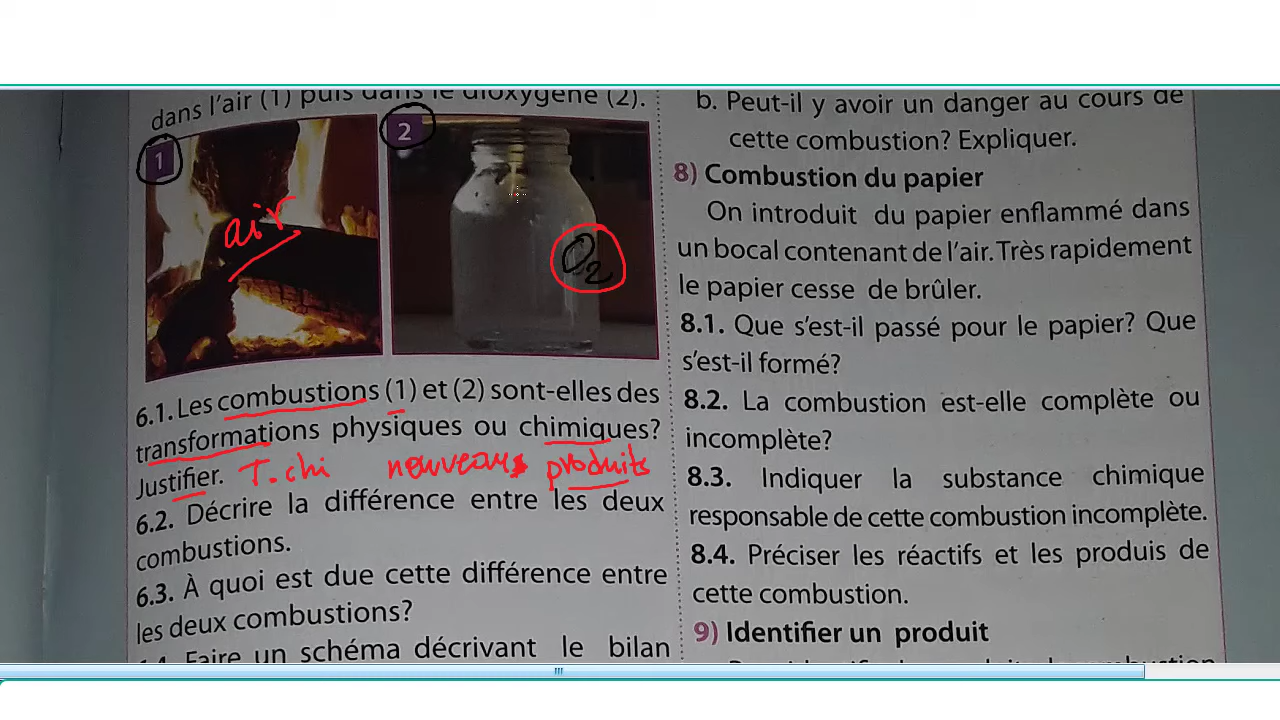 dans l'air (1) puis dans le dioxygène (2).
1
2
air
O2
6.1. Les combustions (1) et (2) sont-elles des
transformations physiques ou chimiques?
Justifier. T.chi nouveaux produits
6.2. Décrire la différence entre les deux
combustions.
6.3. À quoi est due cette différence entre
les deux combustions?
Faire un schéma décrivant le bilan
b. Peut-il y avoir un danger au cours de
cette combustion? Expliquer.
8) Combustion du papier
On introduit du papier enflammé dans
un bocal contenant de l'air. Très rapidement
le papier cesse de brûler.
8.1. Que s'est-il passé pour le papier? Que
s'est-il formé?
8.2. La combustion est-elle complète ou
incomplète?
8.3. Indiquer la substance chimique
responsable de cette combustion incomplète.
8.4. Préciser les réactifs et les produis de
cette combustion.
9) Identifier un produit